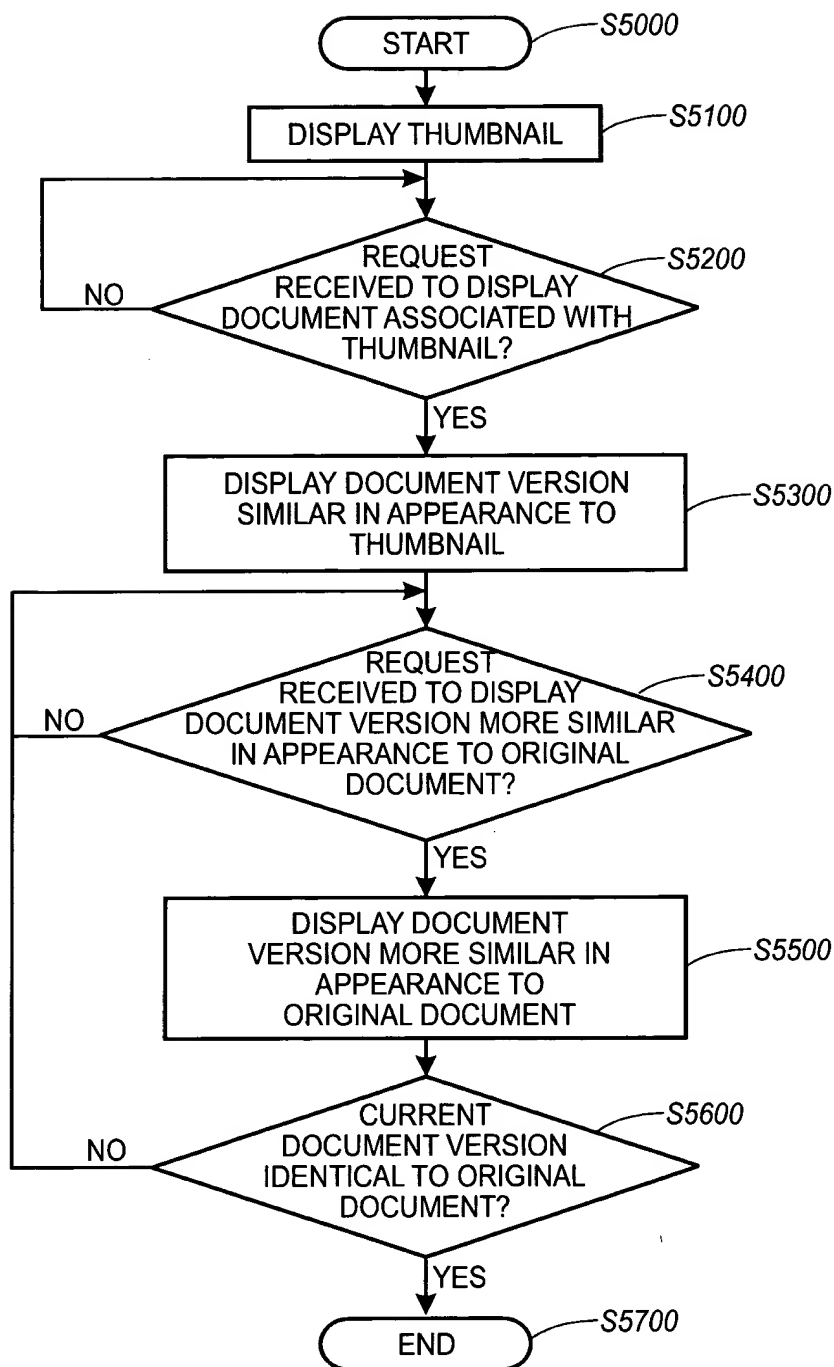 START
S5000
DISPLAY THUMBNAIL
S5100
REQUEST
RECEIVED TO DISPLAY
DOCUMENT ASSOCIATED WITH
THUMBNAIL?
S5200
NO
YES
DISPLAY DOCUMENT VERSION
SIMILAR IN APPEARANCE TO
THUMBNAIL
S5300
REQUEST
RECEIVED TO DISPLAY
DOCUMENT VERSION MORE SIMILAR
IN APPEARANCE TO ORIGINAL
DOCUMENT?
S5400
NO
YES
DISPLAY DOCUMENT
VERSION MORE SIMILAR IN
APPEARANCE TO
ORIGINAL DOCUMENT
S5500
CURRENT
DOCUMENT VERSION
IDENTICAL TO ORIGINAL
DOCUMENT?
S5600
NO
YES
END
S5700